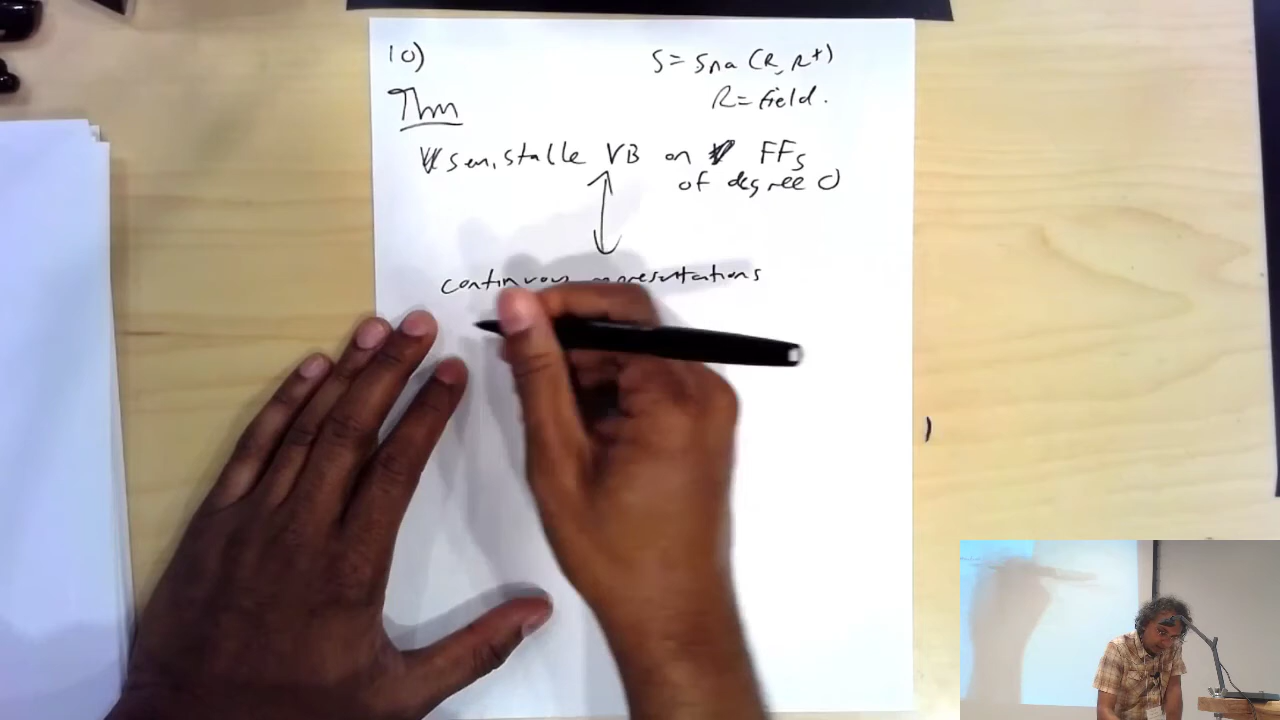 10)
S = Spa (R, R⁺)
R = field.
Thm
semistable VB on FFs
of degree 0
continuous representations